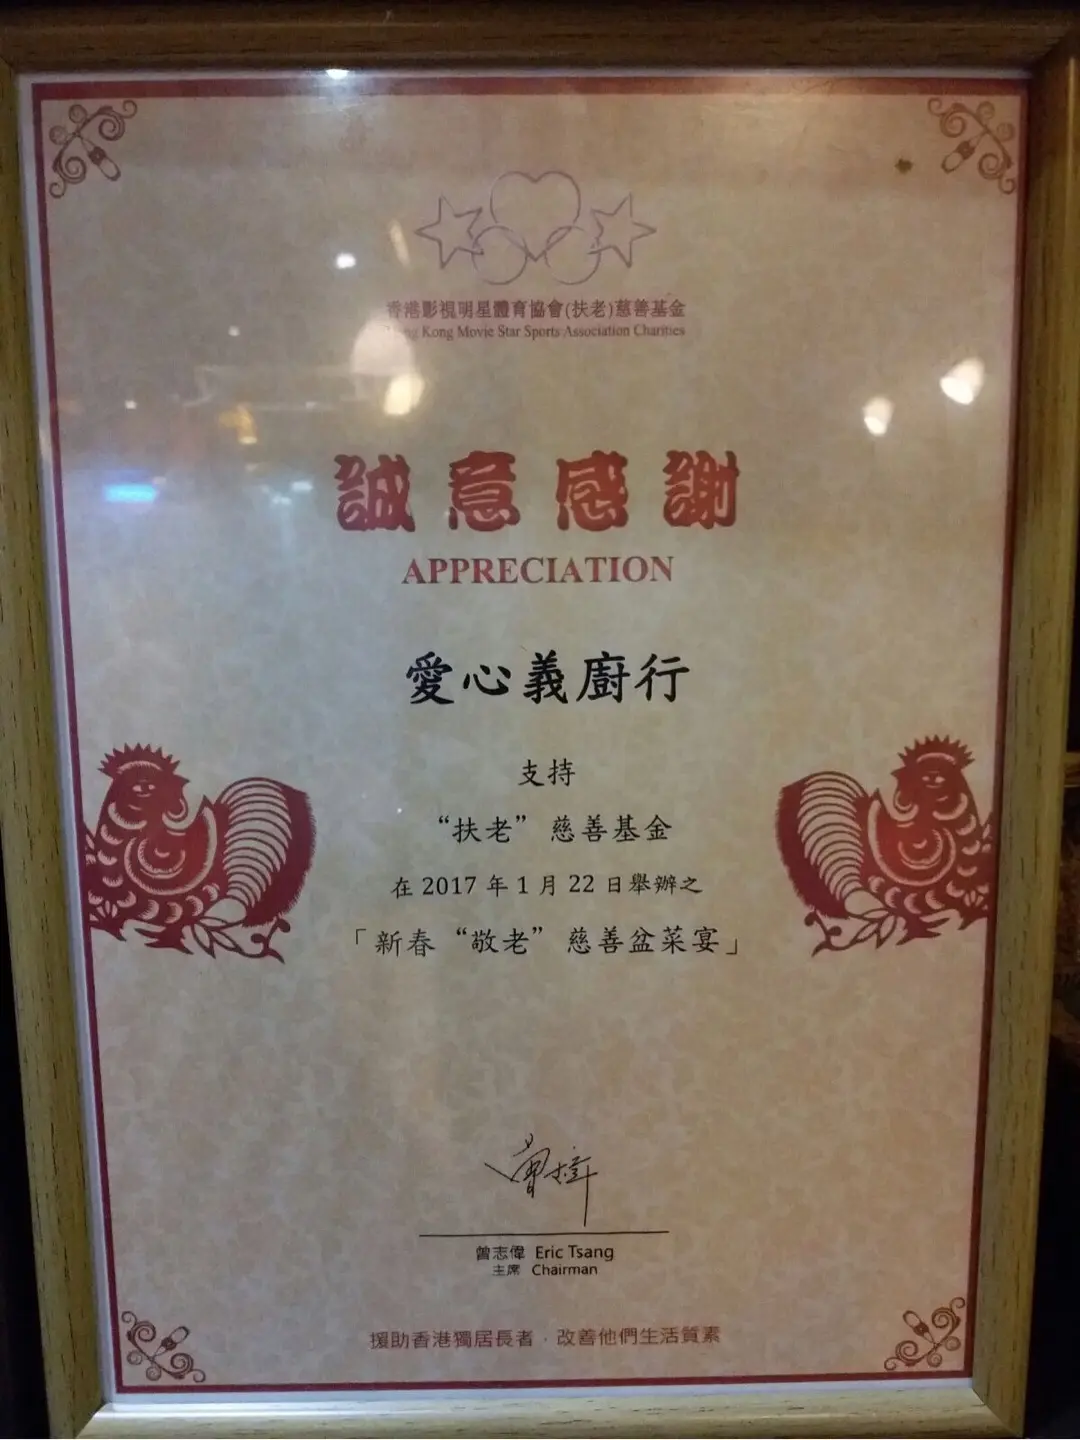 香港影視明星體育協會(扶老)慈善基金
Kong Movie Star Sports Association Charities
誠意感謝
APPRECIATION
愛心義廚行
支持
“扶老”慈善基金
在 2017 年 1 月 22 日舉辦之
「新春“敬老”慈善盆菜宴」
曾志偉 Eric Tsang
主席 Chairman
援助香港獨居長者．改善他們生活質素